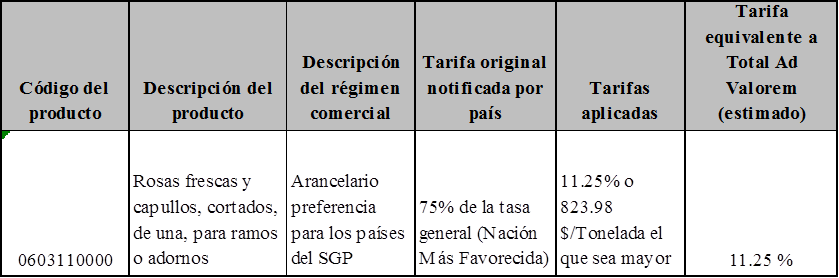 Código del
producto
Descripción del
producto
Descripción
del régimen
comercial
Tarifa original
notificada por
país
Tarifas
aplicadas
Tarifa
equivalente a
Total Ad
Valorem
(estimado)
0603110000
Rosas frescas y
capullos, cortados,
de una, para ramos
o adornos
Arancelario
preferencia
para los países
del SGP
75% de la tasa
general (Nación
Más Favorecida)
11.25% o
823.98
$/Tonelada el
que sea mayor
11.25 %